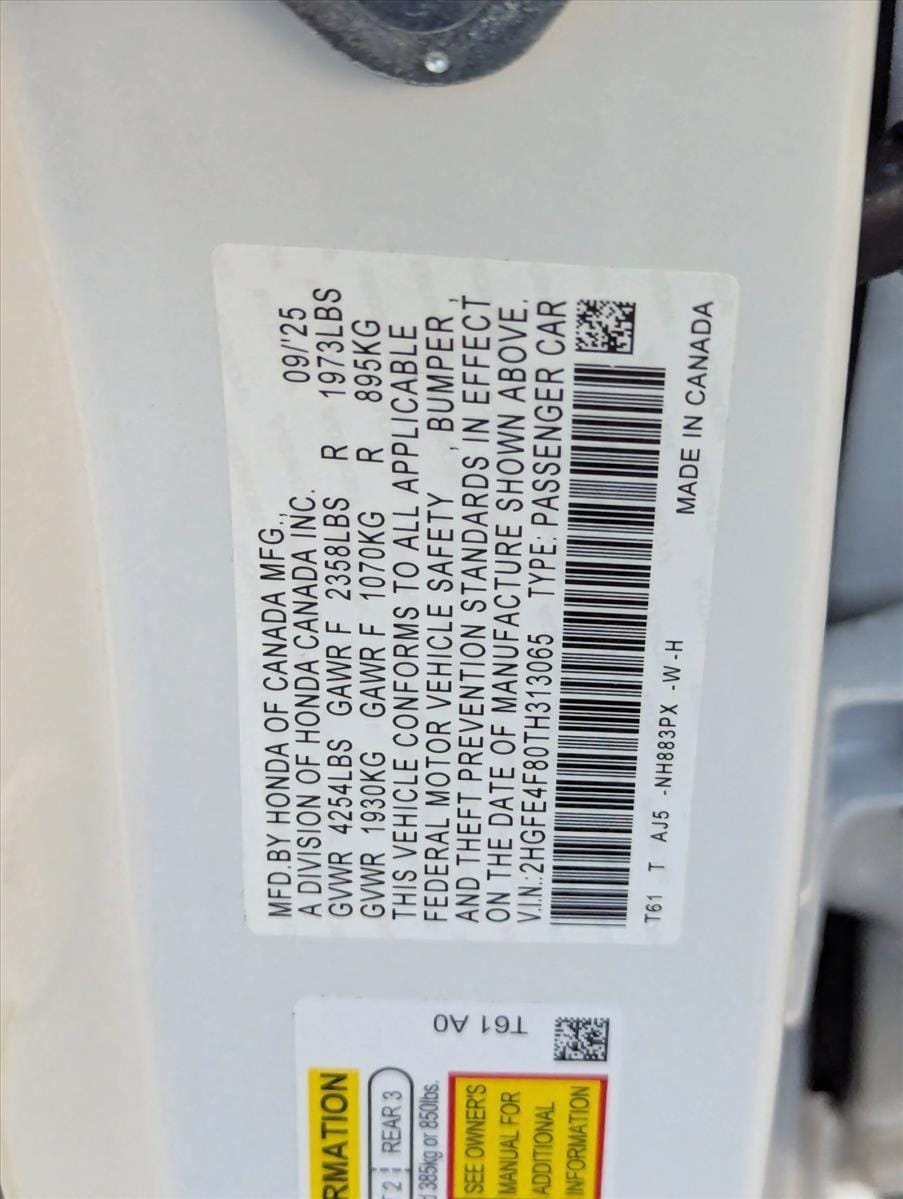 MFD.BY HONDA OF CANADA MFG., 09/'25
A DIVISION OF HONDA CANADA INC.
GVWR 4254LBS GAWR F 2358LBS R 1973LBS
GVWR 1930KG GAWR F 1070KG R 895KG
THIS VEHICLE CONFORMS TO ALL APPLICABLE
FEDERAL MOTOR VEHICLE SAFETY , BUMPER ,
AND THEFT PREVENTION STANDARDS IN EFFECT
ON THE DATE OF MANUFACTURE SHOWN ABOVE.
V.I.N.:2HGFE4F80TH313065 TYPE: PASSENGER CAR
T61 T AJ5 -NH883PX -W-H MADE IN CANADA
T61 A0
RMATION
T 2 REAR 3
d 385kg or 850lbs.
SEE OWNER'S
MANUAL FOR
ADDITIONAL
INFORMATION